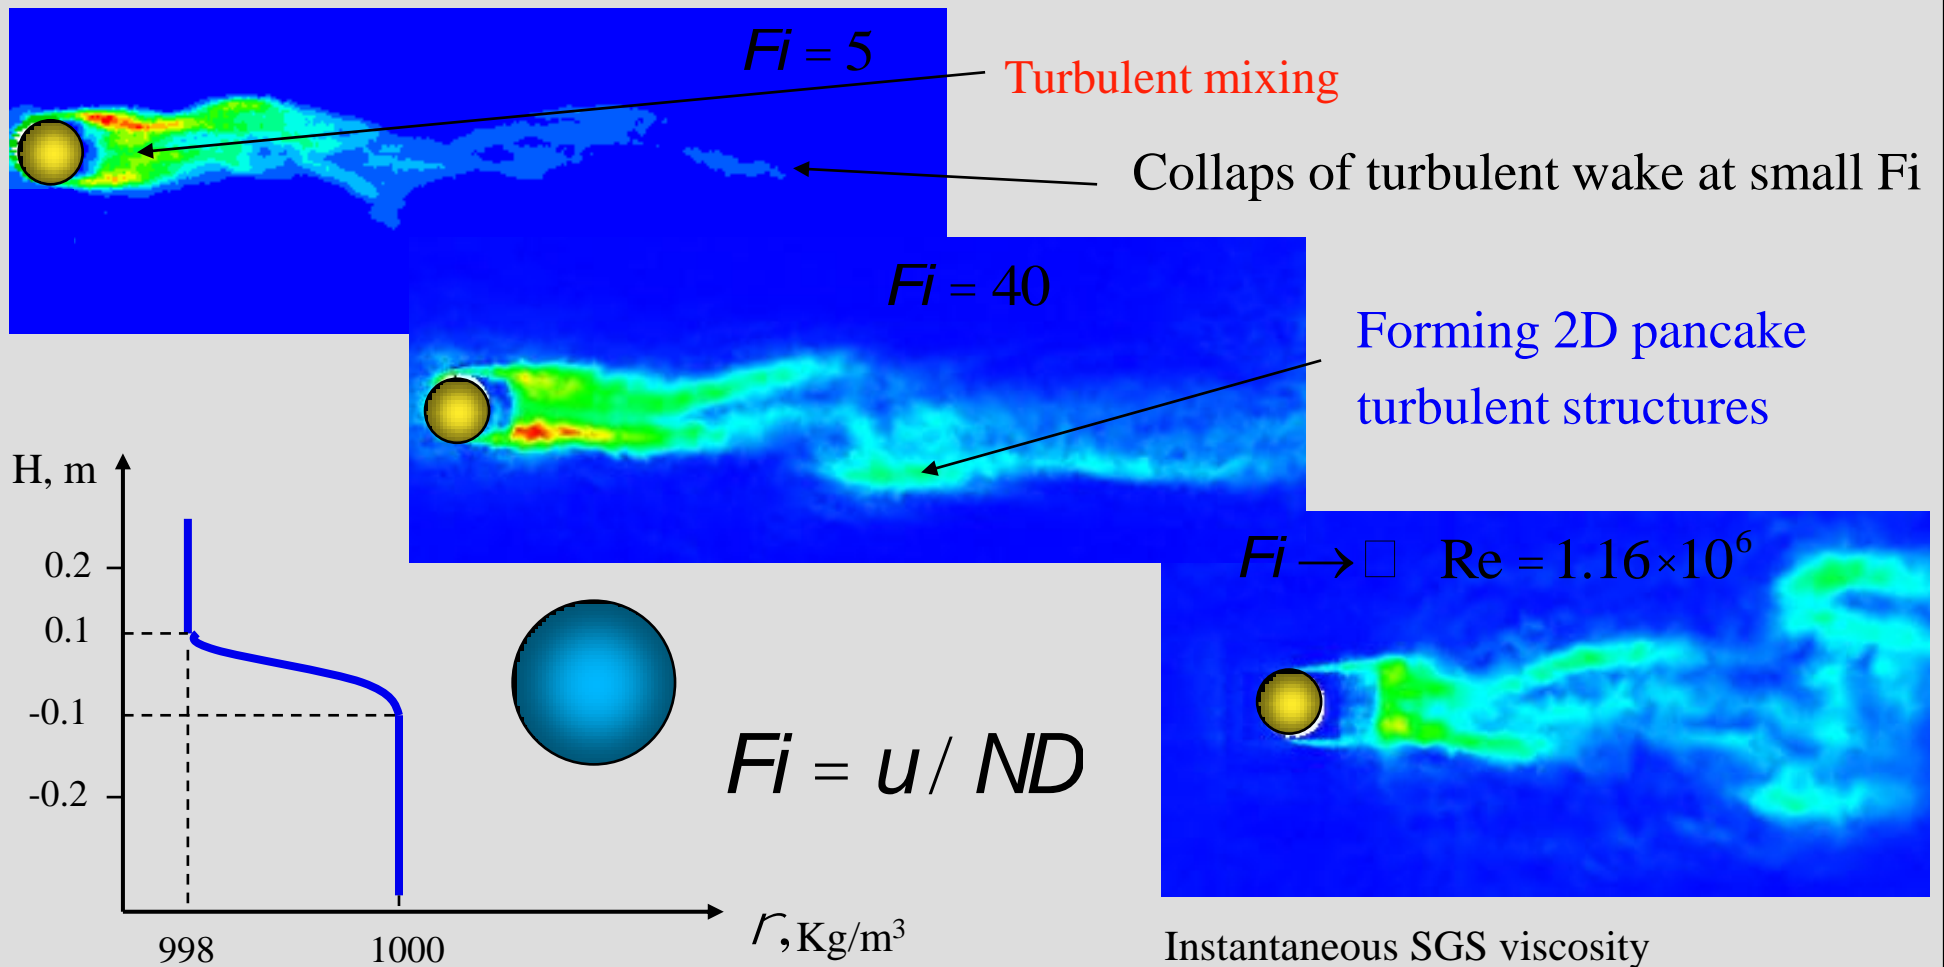 Fi = 5
Turbulent mixing
Collaps of turbulent wake at small Fi
Fi = 40
Forming 2D pancake
turbulent structures
H, m
0.2
0.1
-0.1
-0.2
Fi → □ Re = 1.16×10⁶
Fi = u / ND
r, Kg/m³
998 1000
Instantaneous SGS viscosity